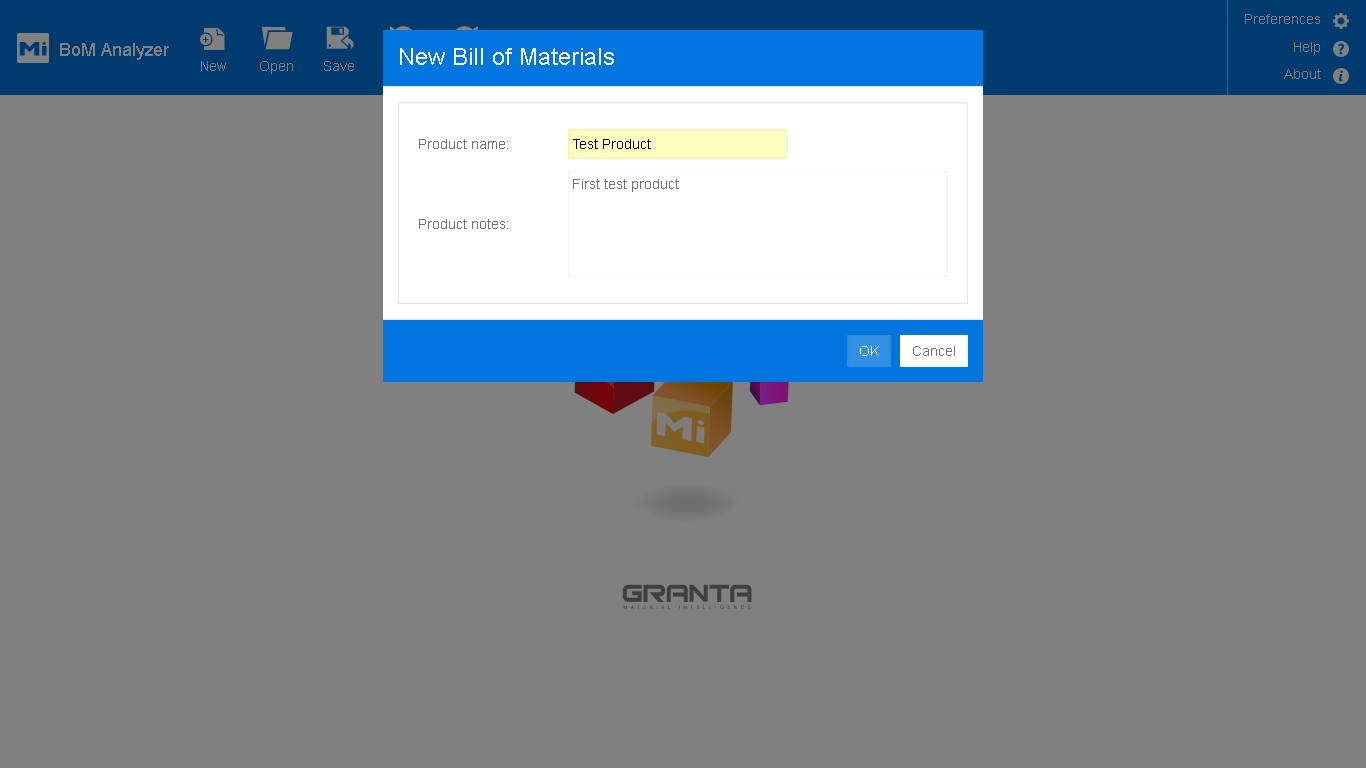 Mi BoM Analyzer
New
Open
Save
Preferences
Help
About
New Bill of Materials
Product name:
Test Product
Product notes:
First test product
OK
Cancel
Mi
GRANTA
MATERIAL INTELLIGENCE